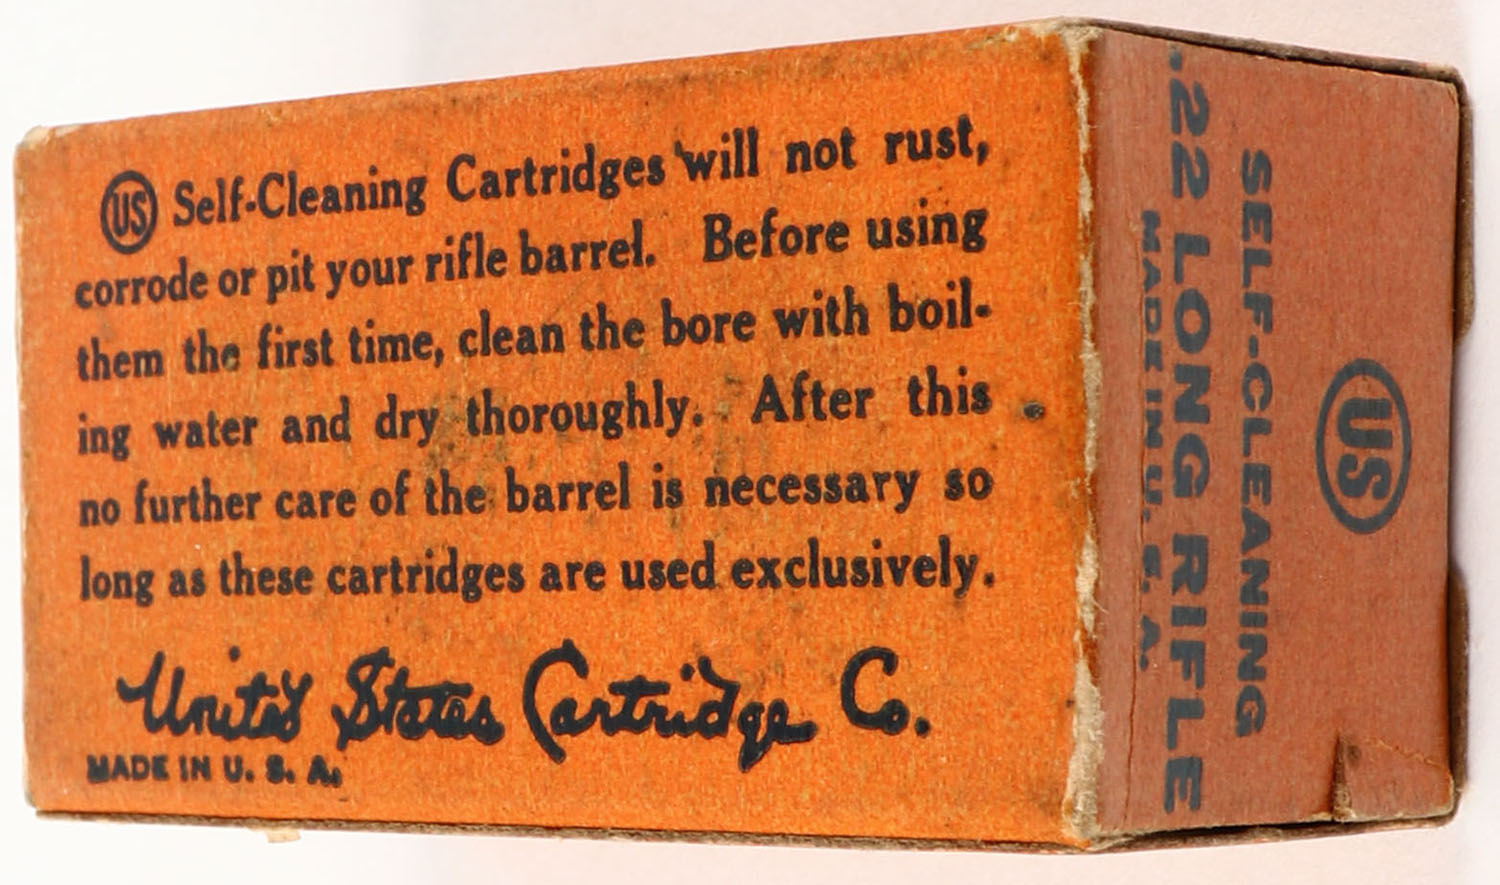 US Self-Cleaning Cartridges will not rust,
corrode or pit your rifle barrel. Before using
them the first time, clean the bore with boil-
ing water and dry thoroughly. After this
no further care of the barrel is necessary so
long as these cartridges are used exclusively.
United States Cartridge Co.
MADE IN U. S. A.
US
SELF-CLEANING
.22 LONG RIFLE
MADE IN U. S. A.